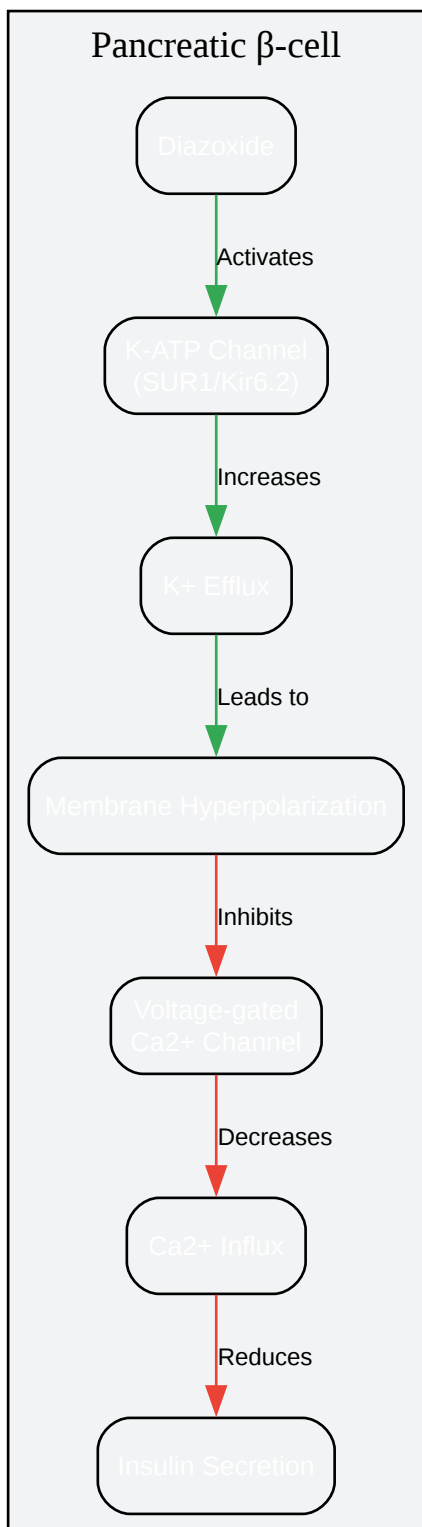 Pancreatic β-cell
Diazoxide
Activates
K-ATP Channel
(SUR1/Kir6.2)
Increases
K+ Efflux
Leads to
Membrane Hyperpolarization
Inhibits
Voltage-gated
Ca2+ Channel
Decreases
Ca2+ Influx
Reduces
Insulin Secretion